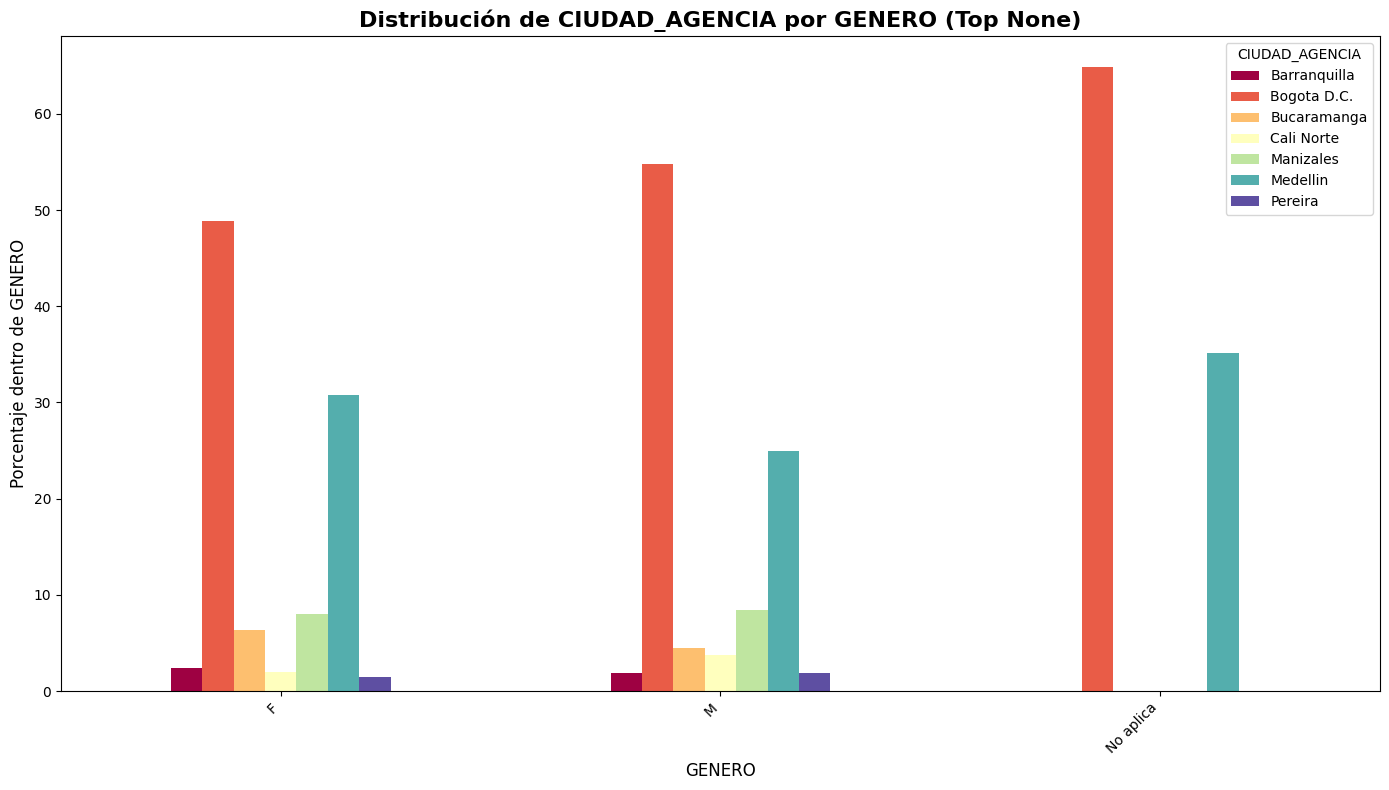 Distribución de CIUDAD_AGENCIA por GENERO (Top None)
CIUDAD_AGENCIA
Barranquilla
Bogota D.C.
Bucaramanga
Cali Norte
Manizales
Medellin
Pereira
Porcentaje dentro de GENERO
60
50
40
30
20
10
0
F
M
No aplica
GENERO